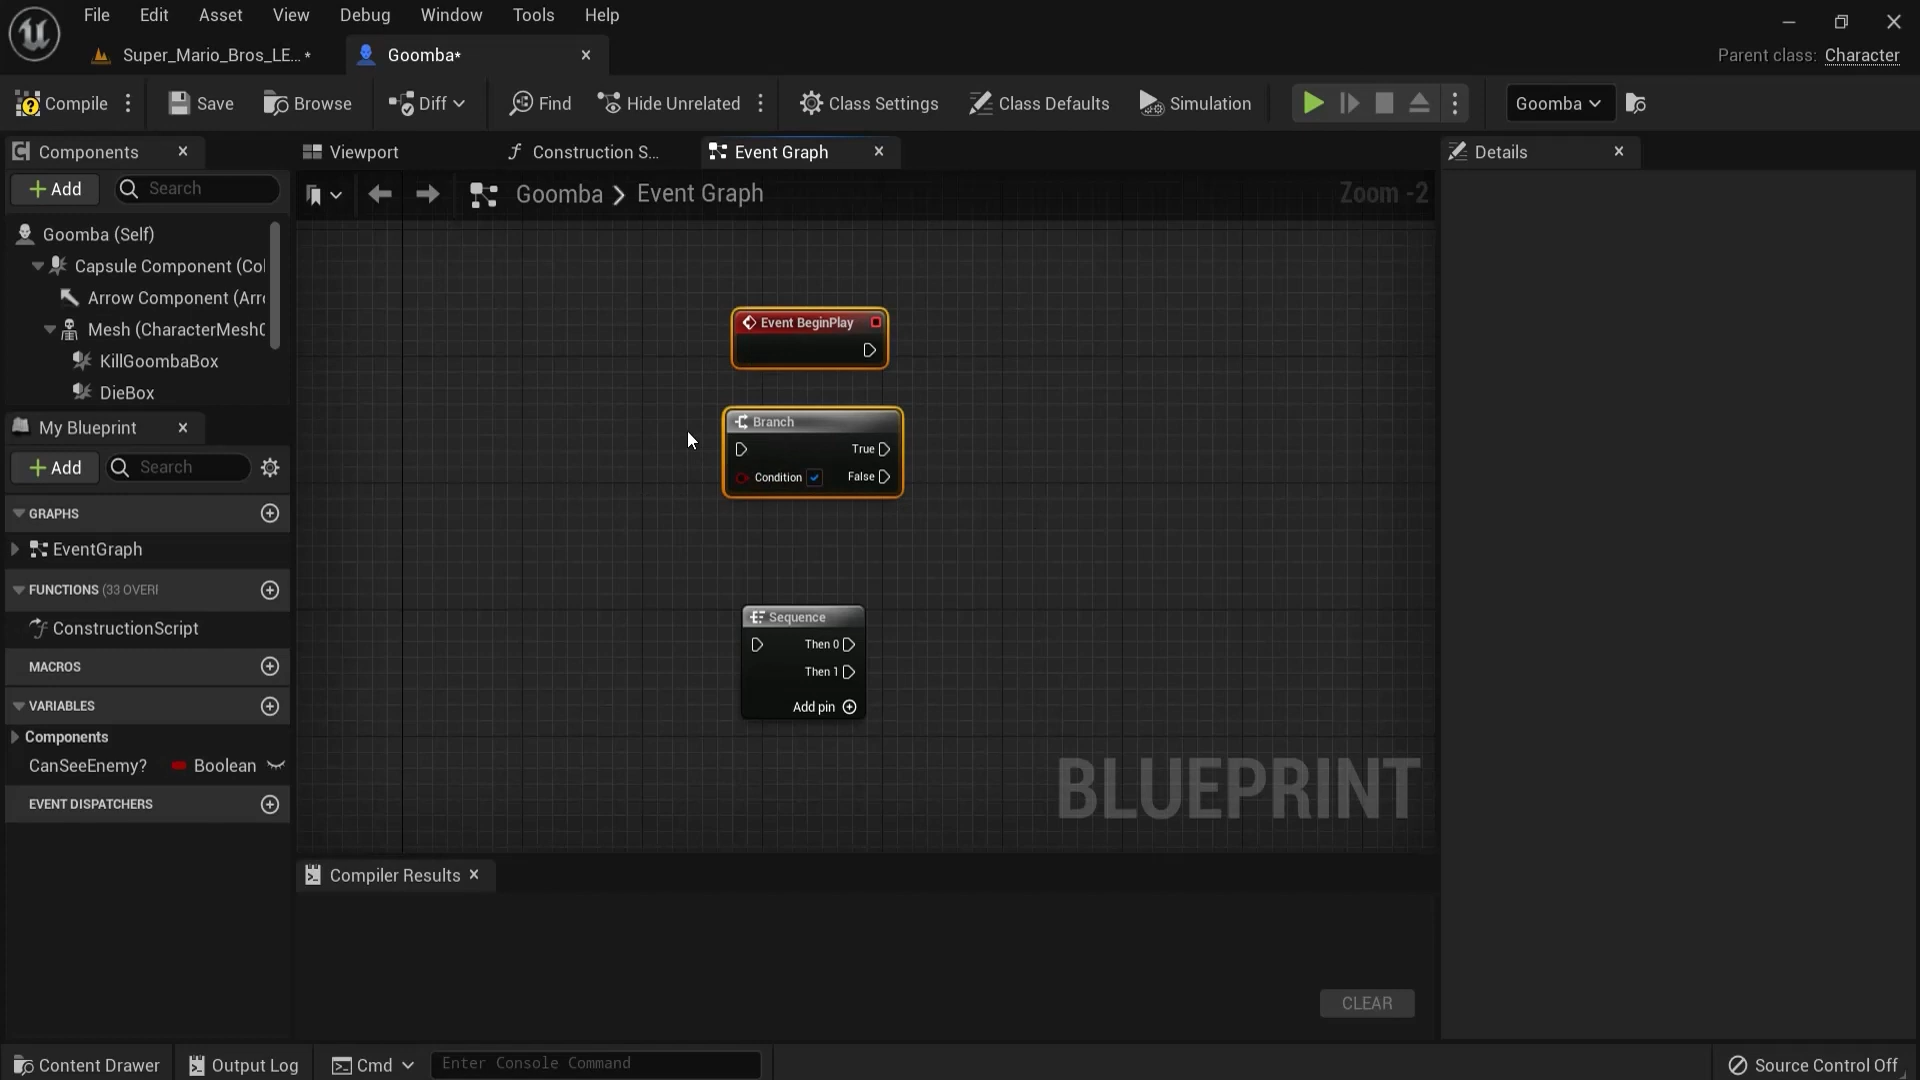 File Edit Asset View Debug Window Tools Help
Super_Mario_Bros_LE... * Goomba* Parent class: Character
Compile Save Browse Diff Find Hide Unrelated Class Settings Class Defaults Simulation Goomba
Components Viewport Construction S... Event Graph Details
Add Search Goomba > Event Graph Zoom -2
Goomba (Self)
Capsule Component (Col
Arrow Component (Arr
Mesh (CharacterMesh
KillGoombaBox
DieBox
My Blueprint
Add Search
GRAPHS
EventGraph
FUNCTIONS (33 OVERI
ConstructionScript
MACROS
VARIABLES
Components
CanSeeEnemy? Boolean
EVENT DISPATCHERS
Event BeginPlay
Branch
True
Condition False
Sequence
Then 0
Then 1
Add pin
BLUEPRINT
Compiler Results
CLEAR
Content Drawer Output Log Cmd Enter Console Command Source Control Off